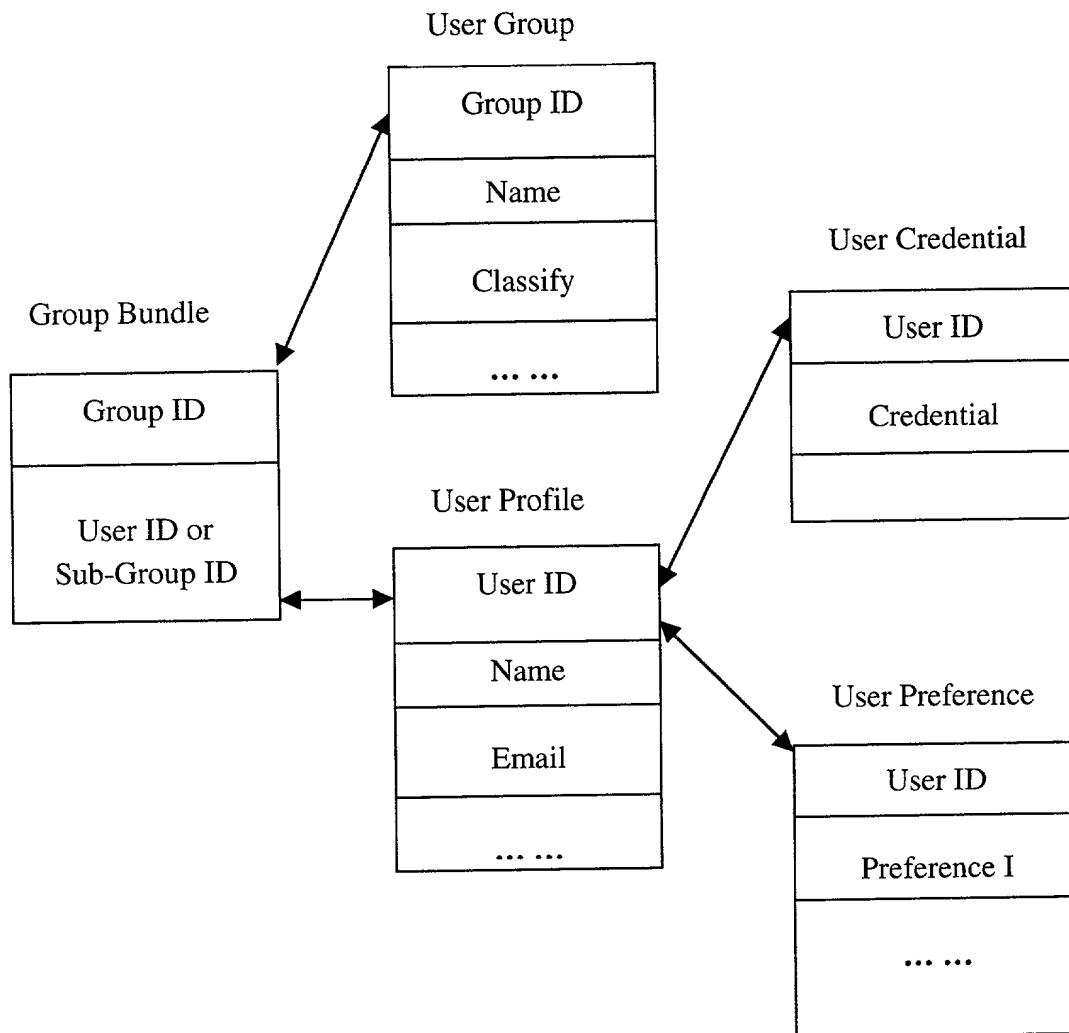 User Group
Group ID
Name
Classify
... ...
User Credential
User ID
Credential
Group Bundle
Group ID
User ID or
Sub-Group ID
User Profile
User ID
Name
Email
... ...
User Preference
User ID
Preference I
... ...